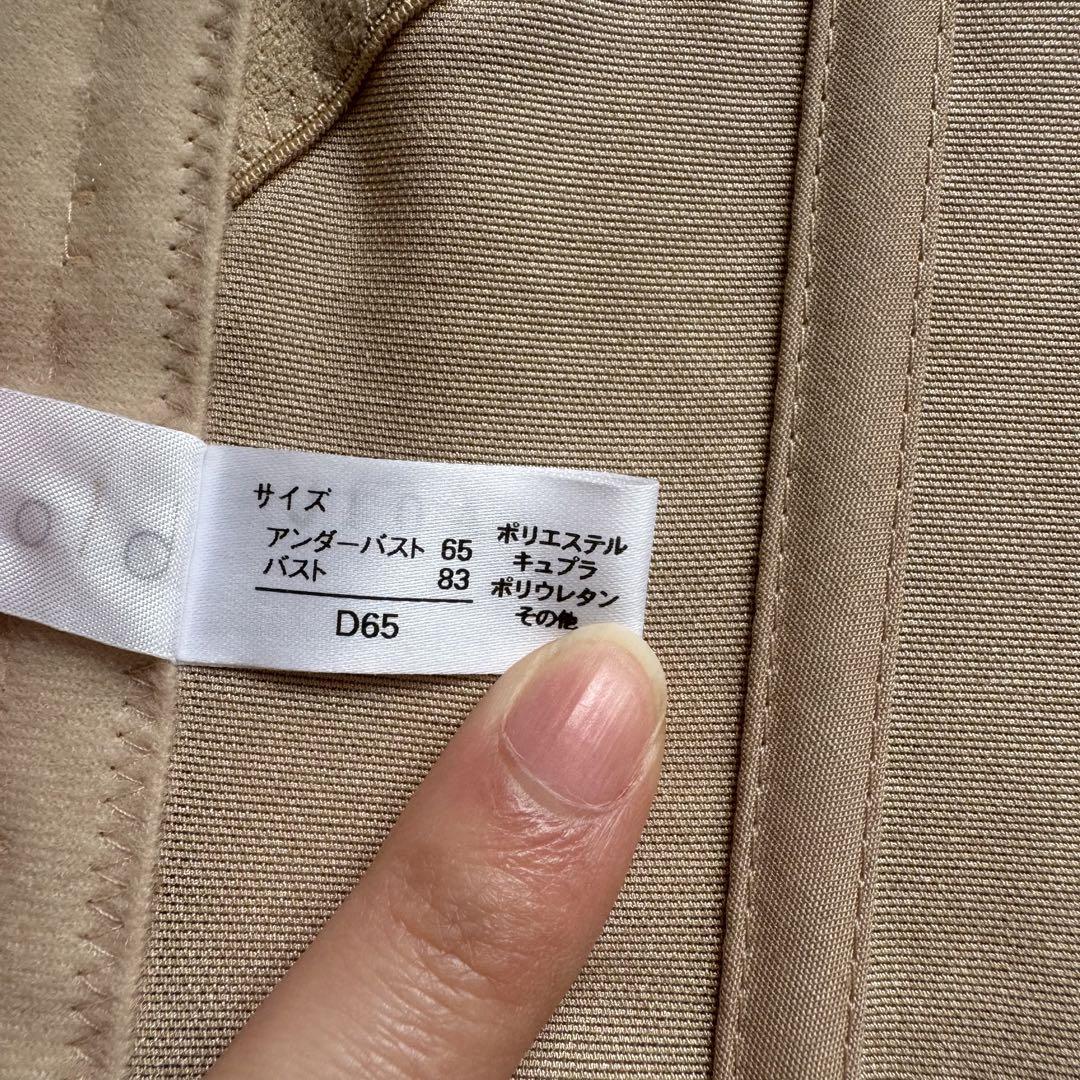 サイズ
アンダーバスト 65
バスト 83
D65
ポリエステル
キュプラ
ポリウレタン
その他